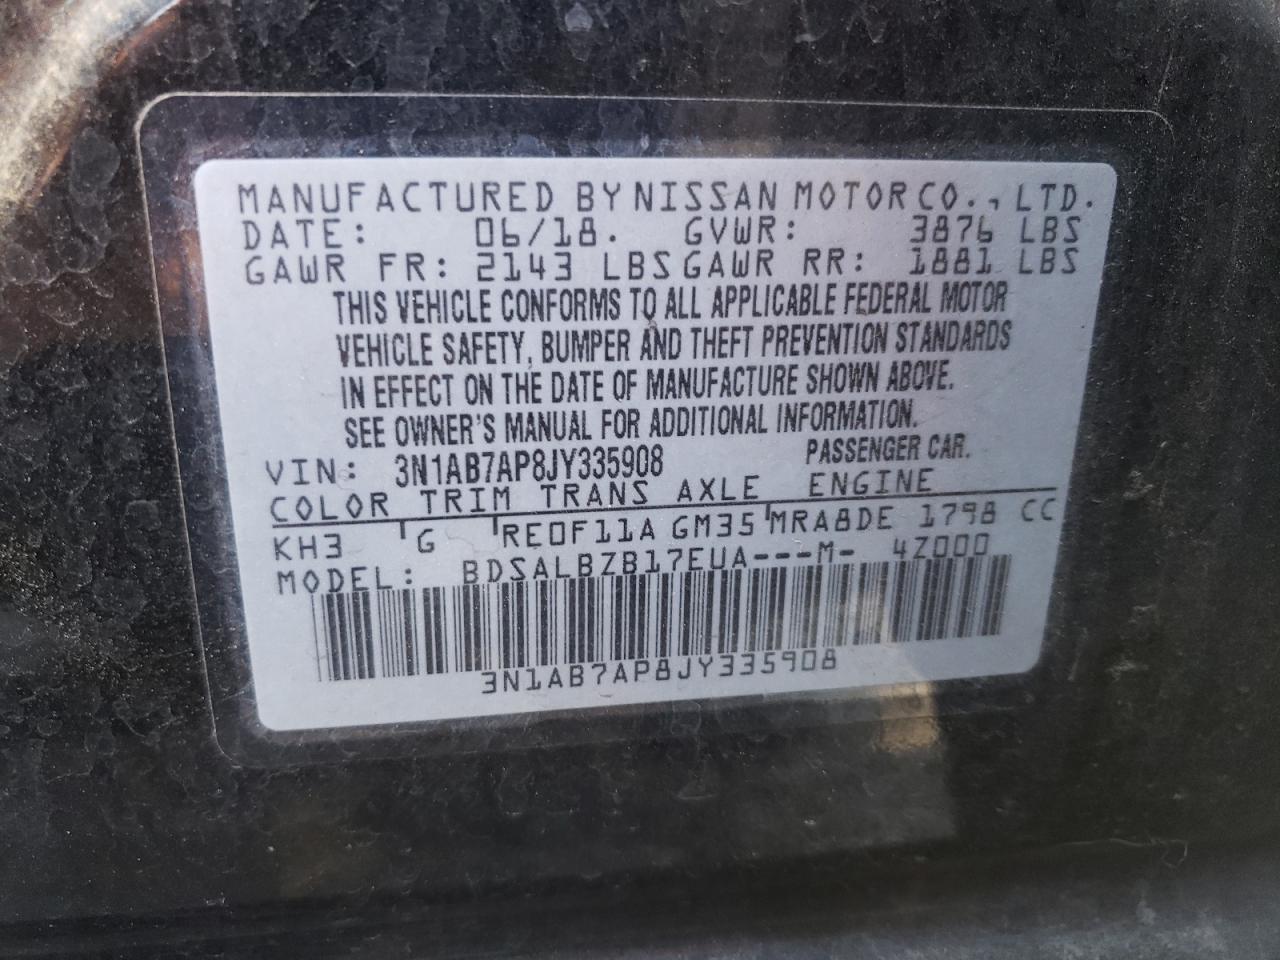 MANUFACTURED BY NISSAN MOTOR CO., LTD.
DATE: 06/18. GVWR: 3876 LBS
GAWR FR: 2143 LBS GAWR RR: 1881 LBS
THIS VEHICLE CONFORMS TO ALL APPLICABLE FEDERAL MOTOR
VEHICLE SAFETY, BUMPER AND THEFT PREVENTION STANDARDS
IN EFFECT ON THE DATE OF MANUFACTURE SHOWN ABOVE.
SEE OWNER'S MANUAL FOR ADDITIONAL INFORMATION.
VIN: 3N1AB7AP8JY335908 PASSENGER CAR.
COLOR TRIM TRANS AXLE ENGINE
KH3 G RE0F11A GM35 MRA8DE 1798 CC
MODEL: BDSALBZB17EUA---M- 4Z000
3N1AB7AP8JY335908